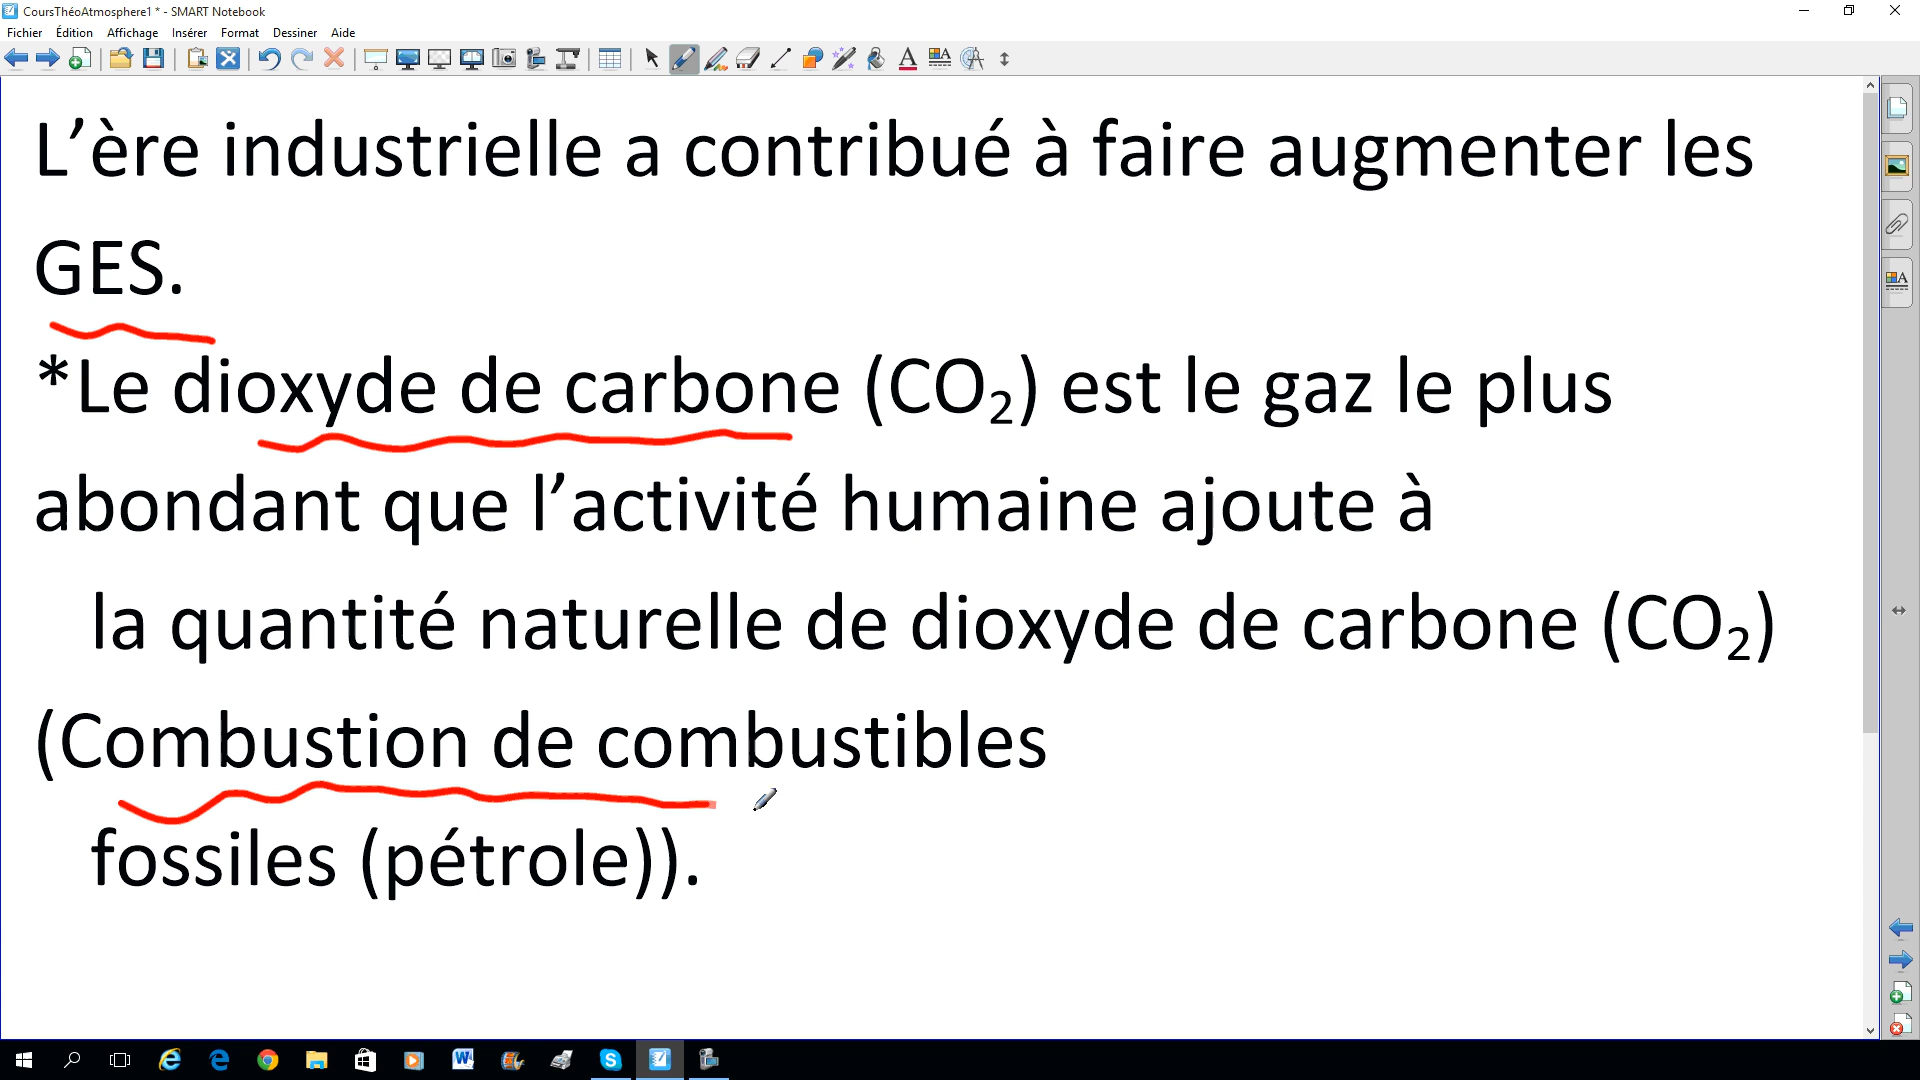 CoursThéoAtmosphere1 * - SMART Notebook
Fichier Édition Affichage Insérer Format Dessiner Aide
L’ère industrielle a contribué à faire augmenter les
GES.
*Le dioxyde de carbone (CO₂) est le gaz le plus
abondant que l’activité humaine ajoute à
la quantité naturelle de dioxyde de carbone (CO₂)
(Combustion de combustibles
fossiles (pétrole)).